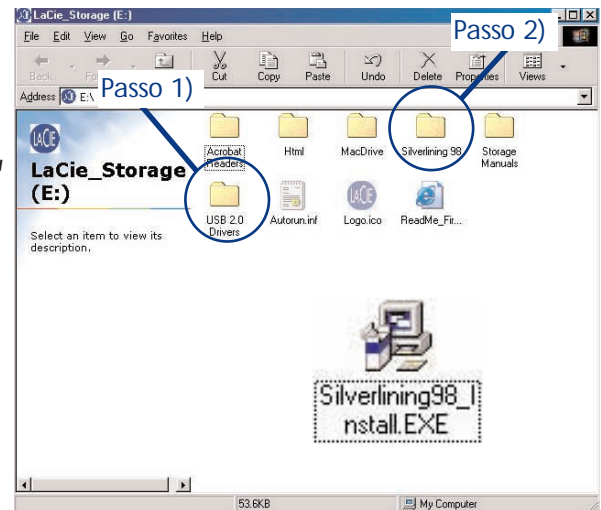 LaCie_Storage (E:)
File Edit View Go Favorites Help
Passo 2)
Cut Copy Paste Undo Delete Properties Views
Passo 1)
Address E:\
LACIE
LaCie_Storage
(E:)
Select an item to view its
description.
Acrobat
Readers
Html
MacDrive
Silverlining 98
Storage
Manuals
USB 2.0
Drivers
Autorun.inf
LACIE
Logo.ico
ReadMe_Fir...
Silverlining98_I
nstall.EXE
53.6KB My Computer